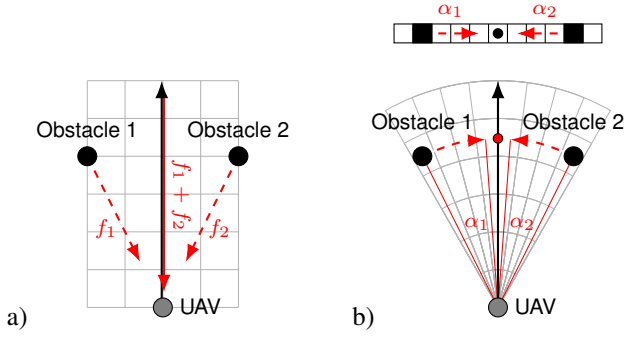 α₁ α₂
Obstacle 1 Obstacle 2
f₁ + f₂
f₁ f₂
a) UAV
Obstacle 1 Obstacle 2
α₁ α₂
b) UAV